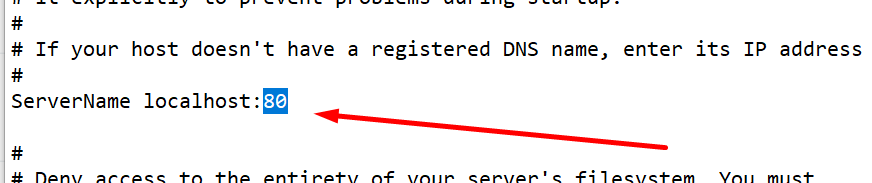 # It explicitly to prevent problems during startup.
#
# If your host doesn't have a registered DNS name, enter its IP address
#
ServerName localhost:80
#
# Deny access to the entirety of your server's filesystem. You must